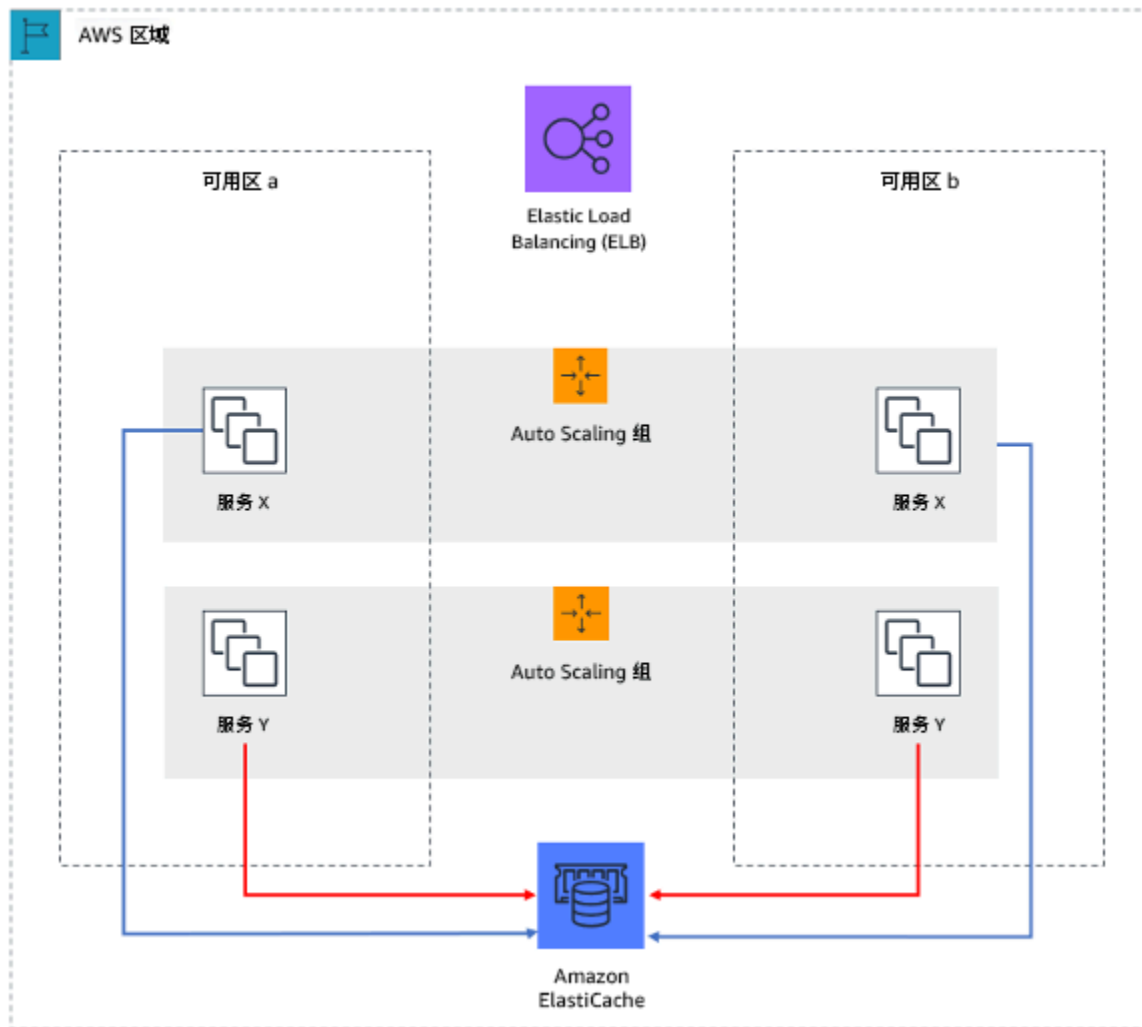 AWS 区域
可用区 a
可用区 b
Elastic Load
Balancing (ELB)
Auto Scaling 组
服务 X
服务 X
Auto Scaling 组
服务 Y
服务 Y
Amazon
ElastiCache